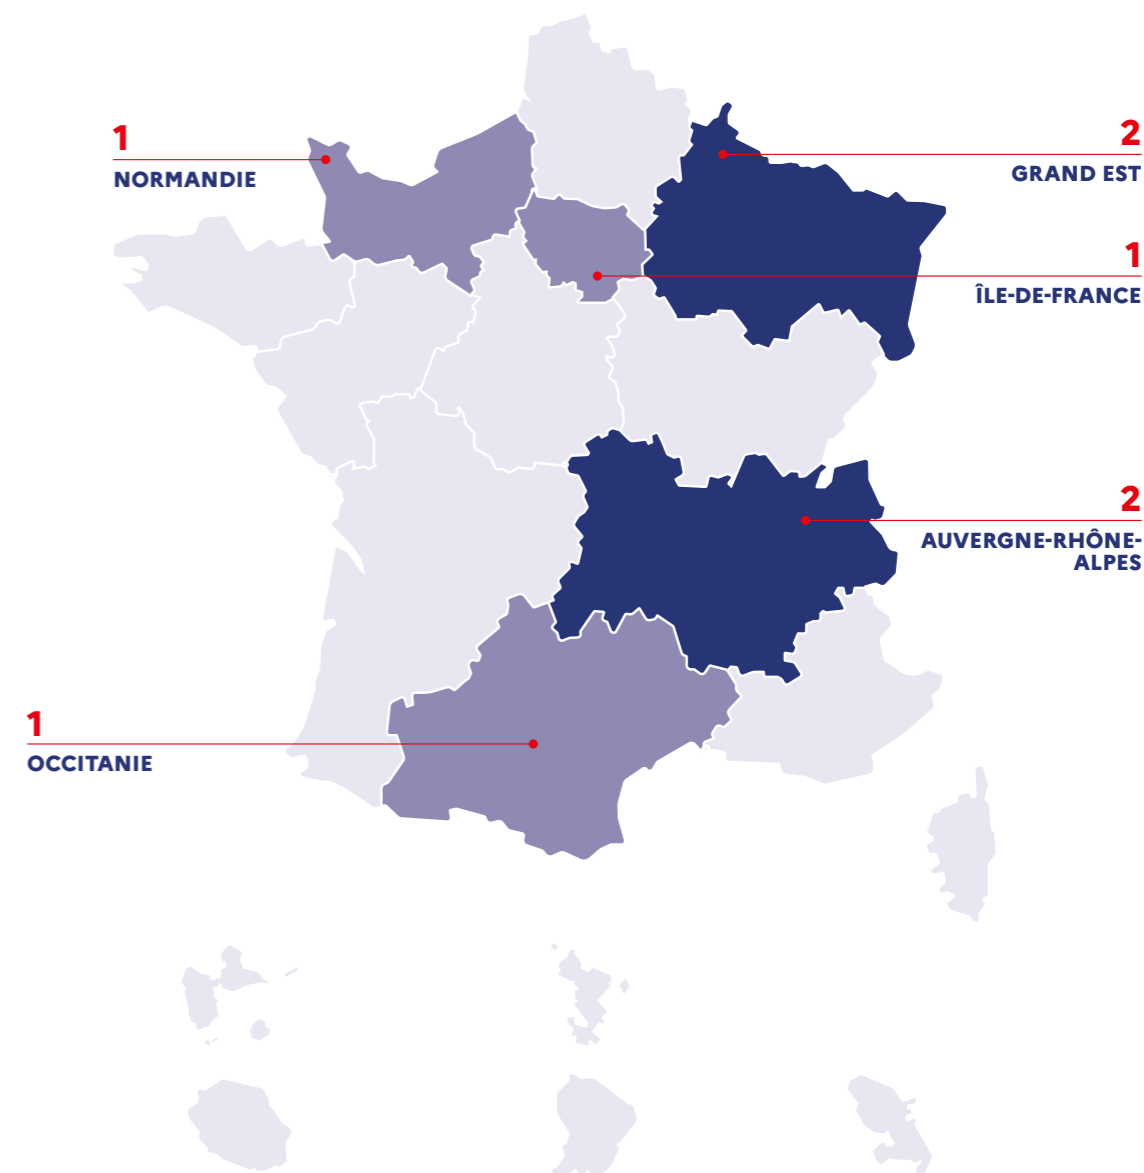 1
NORMANDIE
2
GRAND EST
1
ÎLE-DE-FRANCE
2
AUVERGNE-RHÔNE-
ALPES
1
OCCITANIE